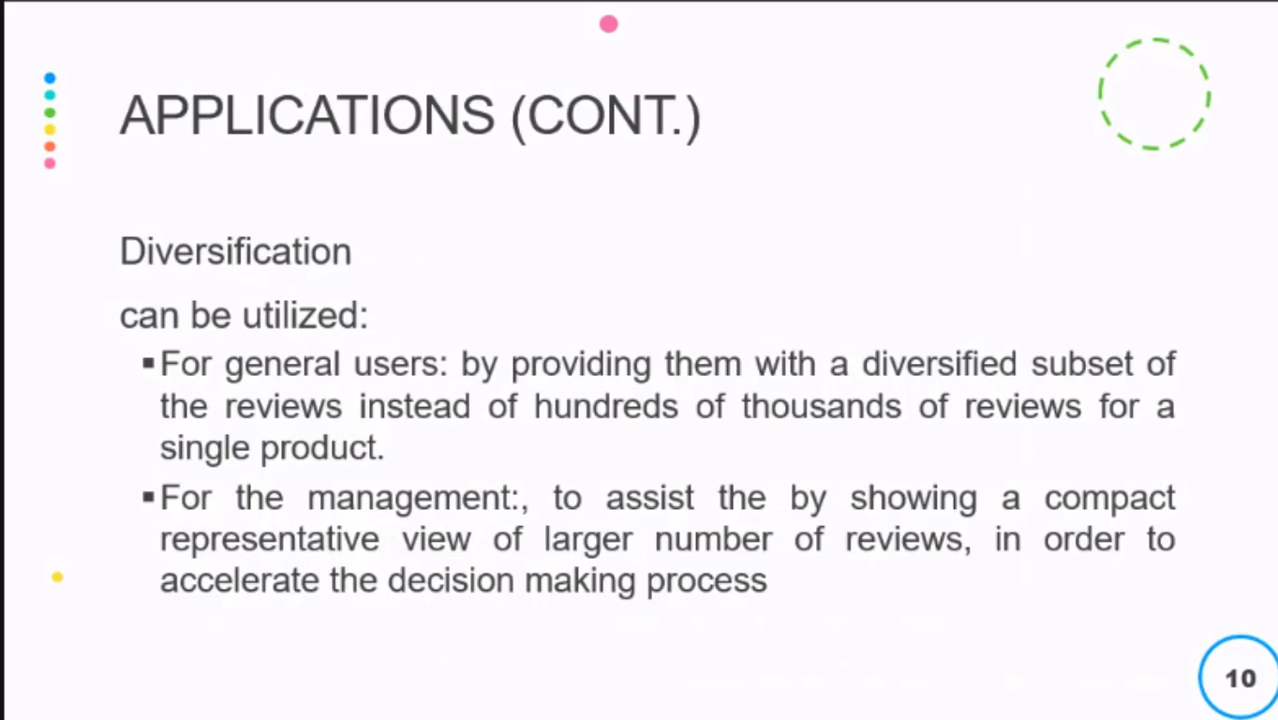 APPLICATIONS (CONT.)
Diversification
can be utilized:
▪For general users: by providing them with a diversified subset of
the reviews instead of hundreds of thousands of reviews for a
single product.
▪For the management:, to assist the by showing a compact
representative view of larger number of reviews, in order to
accelerate the decision making process
10